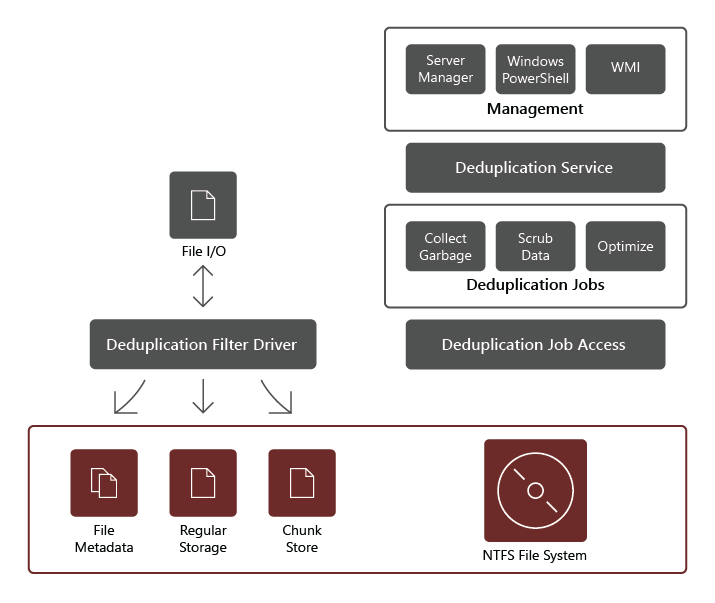 Server
Manager
Windows
PowerShell
WMI
Management
Deduplication Service
File I/O
Collect
Garbage
Scrub
Data
Optimize
Deduplication Jobs
Deduplication Filter Driver
Deduplication Job Access
File
Metadata
Regular
Storage
Chunk
Store
NTFS File System